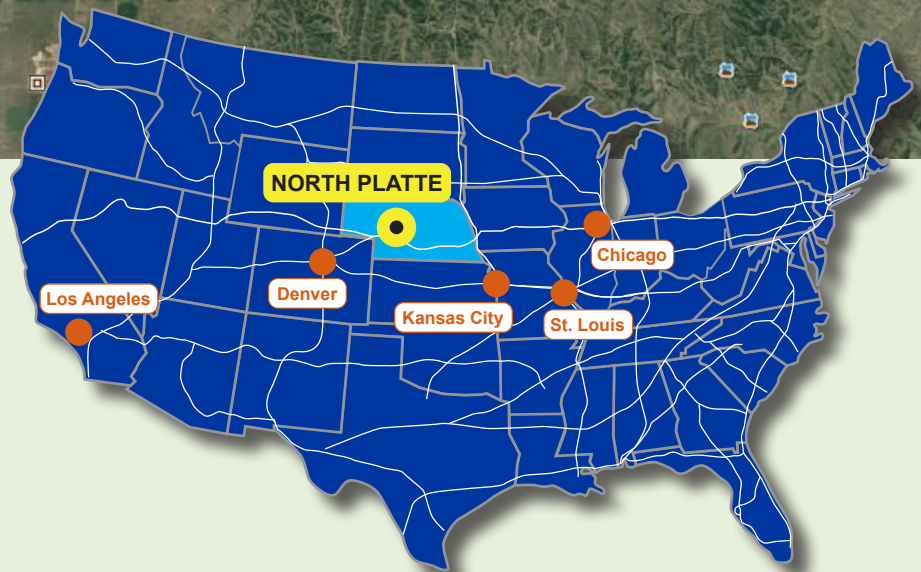 NORTH PLATTE
Chicago
Denver
Los Angeles
Kansas City
St. Louis